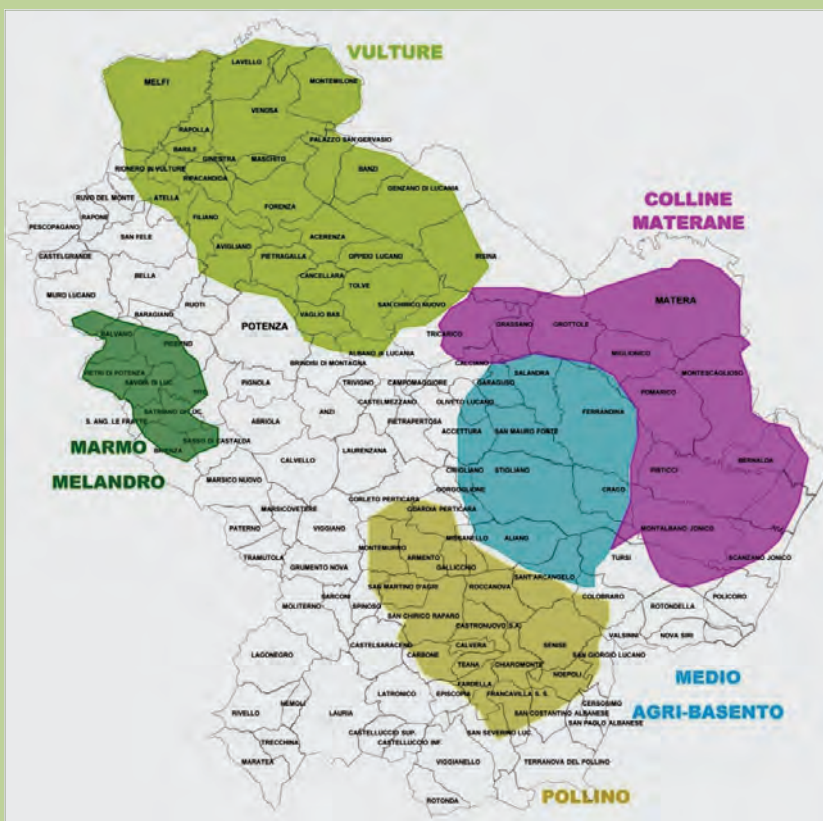 VULTURE
LAVELLO
MELFI
MONTEMILONE
VENOSA
RAPOLLA
PALAZZO SAN GERVASIO
BARILE
GINESTRA
MASCHITO
RIONERO IN VULTURE
BANZI
RIPACANDIDA
GENZANO DI LUCANIA
RUVO DEL MONTE
ATELLA
COLLINE
MATERANE
RAPONE
FORENZA
FILIANO
PESCOPAGANO
SAN FELE
ACERENZA
AVIGLIANO
CASTELGRANDE
PIETRAGALLA
OPPIDO LUCANO
IRSINA
BELLA
CANCELLARA
MURO LUCANO
TOLVE
RUOTI
SAN CHIRICO NUOVO
MATERA
BARAGIANO
VAGLIO BAS.
POTENZA
GRASSANO
GROTTOLE
BALVANO
TRICARICO
PICERNO
ALBANO DI LUCANIA
MIGLIONICO
BRINDISI DI MONTAGNA
CALCIANO
SALANDRA
MONTESCAGLIOSO
PIETRI DI POTENZA
SAVOIA DI LUC.
TITO
PIGNOLA
TRIVIGNO
CAMPOMAGGIORE
GARAGUSO
POMARICO
CASTELMEZZANO
OLIVETO LUCANO
SATRIANO DI LUC.
ANZI
FERRANDINA
S. ANG. LE FRATTE
ABRIOLA
PIETRAPERTOSA
ACCETTURA
SAN MAURO FORTE
SASSO DI CASTALDA
MARMO
MELANDRO
BRIENZA
LAURENZANA
BERNALDA
CALVELLO
CIRIGLIANO
STIGLIANO
PISTICCI
MARSICO NUOVO
GORGOGLIONE
CRACO
CORLETO PERTICARA
GUARDIA PERTICARA
MARSICOVETERE
PATERNO
VIGGIANO
ALIANO
MONTALBANO JONICO
MISSANELLO
MONTEMURRO
ARMENTO
TURSI
SCANZANO JONICO
TRAMUTOLA
GALLICCHIO
GRUMENTO NOVA
SANT'ARCANGELO
SAN MARTINO D'AGRI
ROCCANOVA
COLOBRARO
POLICORO
SARCONI
SPINOSO
ROTONDELLA
MOLITERNO
SAN CHIRICO RAPARO
CASTRONUOVO S.A.
VALSINNI
NOVA SIRI
CASTELSARACENO
CALVERA
SENISE
LAGONEGRO
CARBONE
SAN GIORGIO LUCANO
TEANA
CHIAROMONTE
NOEPOLI
MEDIO
AGRI-BASENTO
FARDELLA
LATRONICO
EPISCOPIA
FRANCAVILLA S. S.
NEMOLI
CERSOSIMO
RIVELLO
LAURIA
SAN COSTANTINO ALBANESE
SAN PAOLO ALBANESE
CASTELLUCCIO SUP.
SAN SEVERINO LUC.
TRECCHINA
CASTELLUCCIO INF.
MARATEA
VIGGIANELLO
TERRANOVA DEL POLLINO
POLLINO
ROTONDA